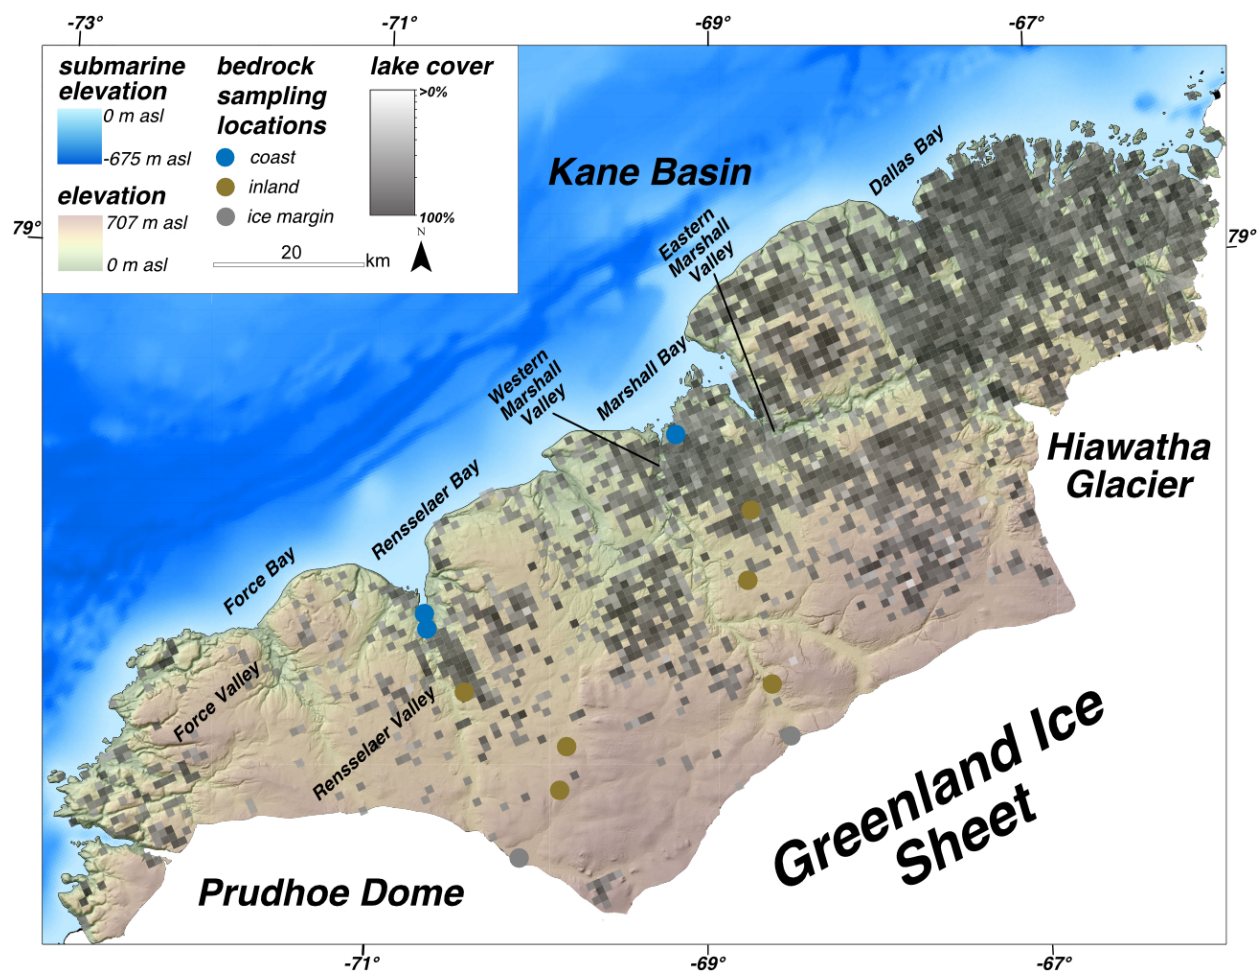 -73°
-71°
-69°
-67°
submarine
elevation
0 m asl
-675 m asl
elevation
707 m asl
0 m asl
bedrock
sampling
locations
coast
inland
ice margin
20
km
N
lake cover
>0%
100%
79°
79°
Kane Basin
Dallas Bay
Eastern
Marshall
Valley
Western
Marshall
Valley
Marshall Bay
Rensselaer Bay
Force Bay
Force Valley
Rensselaer Valley
Hiawatha
Glacier
Greenland Ice
Sheet
Prudhoe Dome
-71°
-69°
-67°